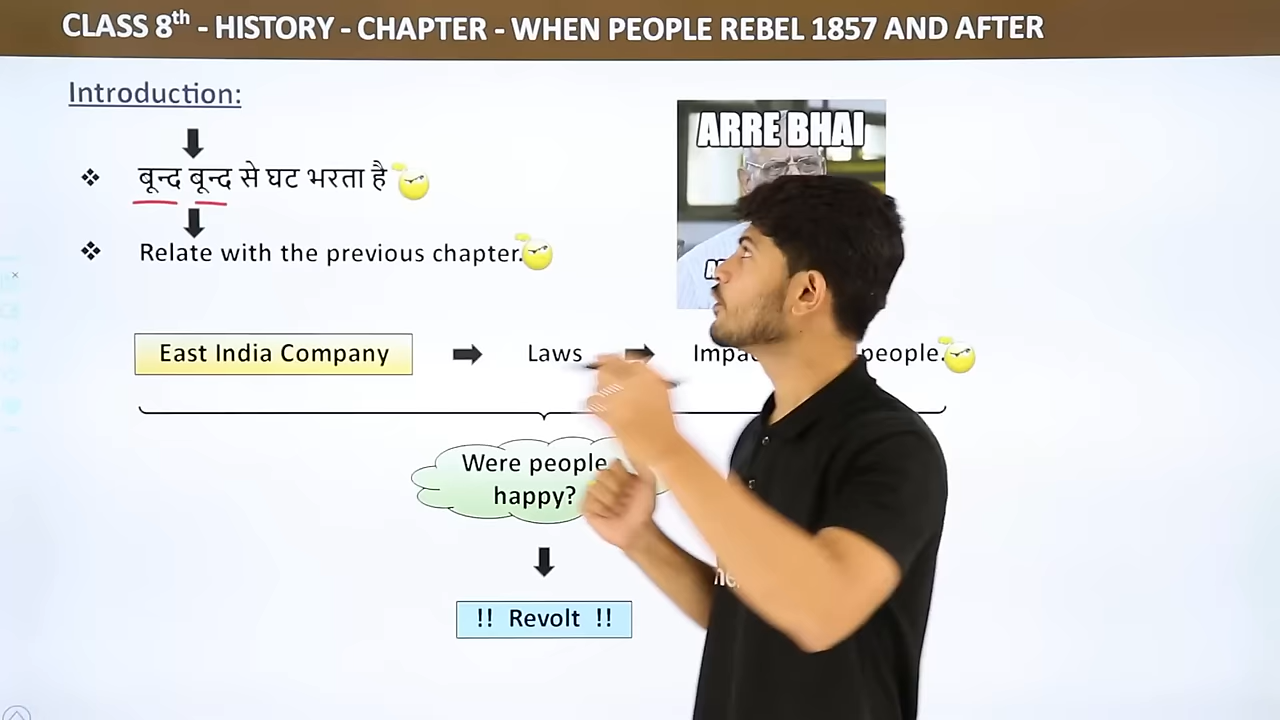 CLASS 8th - HISTORY - CHAPTER - WHEN PEOPLE REBEL 1857 AND AFTER
Introduction:
ARRE BHAI
बून्द बून्द से घट भरता है
Relate with the previous chapter.
East India Company
Laws
people.
Were people
happy?
!! Revolt !!